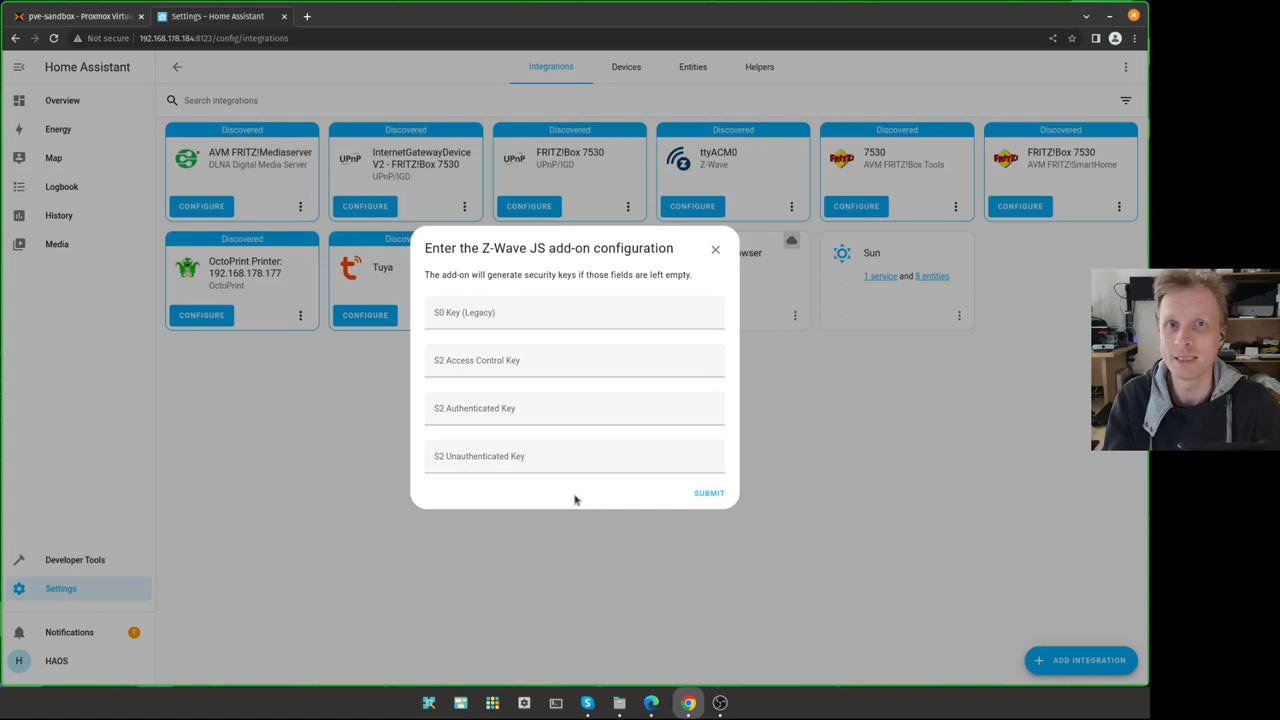 pve-sandbox - Proxmox Virtu
Settings – Home Assistant
Not secure
192.168.178.184:8123/config/integrations
Home Assistant
Integrations
Devices
Entities
Helpers
Overview
Energy
Map
Logbook
History
Media
Developer Tools
Settings
Notifications
1
H
HAOS
Search integrations
Discovered
AVM FRITZ!Mediaserver
DLNA Digital Media Server
CONFIGURE
Discovered
UPnP
InternetGatewayDevice
V2 - FRITZ!Box 7530
UPnP/IGD
CONFIGURE
Discovered
UPnP
FRITZ!Box 7530
UPnP/IGD
CONFIGURE
Discovered
ttyACM0
Z-Wave
CONFIGURE
Discovered
FRITZ!
7530
AVM FRITZ!Box Tools
CONFIGURE
Discovered
FRITZ!
FRITZ!Box 7530
AVM FRITZ!SmartHome
CONFIGURE
Discovered
OctoPrint Printer:
192.168.178.177
OctoPrint
CONFIGURE
Disco
Tuya
CONFIGURE
owser
Sun
1 service and 8 entities
Enter the Z-Wave JS add-on configuration
The add-on will generate security keys if those fields are left empty.
S0 Key (Legacy)
S2 Access Control Key
S2 Authenticated Key
S2 Unauthenticated Key
SUBMIT
ADD INTEGRATION